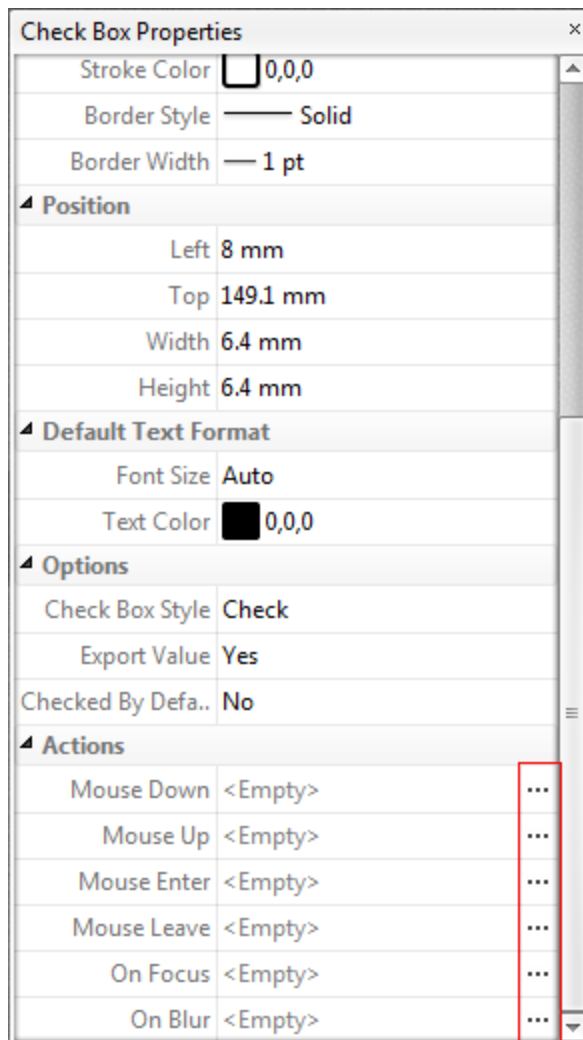 Check Box Properties ×
Stroke Color 0,0,0
Border Style Solid
Border Width 1 pt
Position
Left 8 mm
Top 149.1 mm
Width 6.4 mm
Height 6.4 mm
Default Text Format
Font Size Auto
Text Color 0,0,0
Options
Check Box Style Check
Export Value Yes
Checked By Defa.. No
Actions
Mouse Down <Empty> ...
Mouse Up <Empty> ...
Mouse Enter <Empty> ...
Mouse Leave <Empty> ...
On Focus <Empty> ...
On Blur <Empty> ...